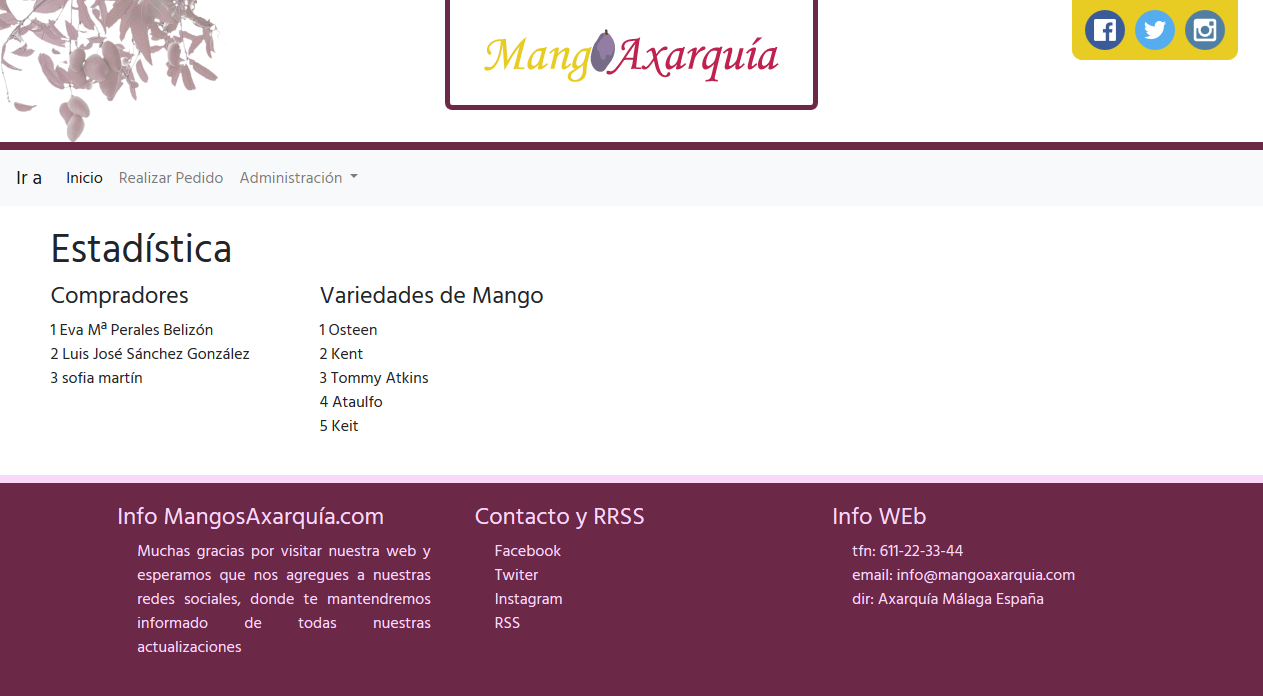 Mango Axarquía
Ir a Inicio Realizar Pedido Administración
Estadística
Compradores
1 Eva Mª Perales Belizón
2 Luis José Sánchez González
3 sofia martín
Variedades de Mango
1 Osteen
2 Kent
3 Tommy Atkins
4 Ataulfo
5 Keit
Info MangosAxarquía.com
Muchas gracias por visitar nuestra web y
esperamos que nos agregues a nuestras
redes sociales, donde te mantendremos
informado de todas nuestras
actualizaciones
Contacto y RRSS
Facebook
Twiter
Instagram
RSS
Info WEb
tfn: 611-22-33-44
email: info@mangoaxarquia.com
dir: Axarquía Málaga España